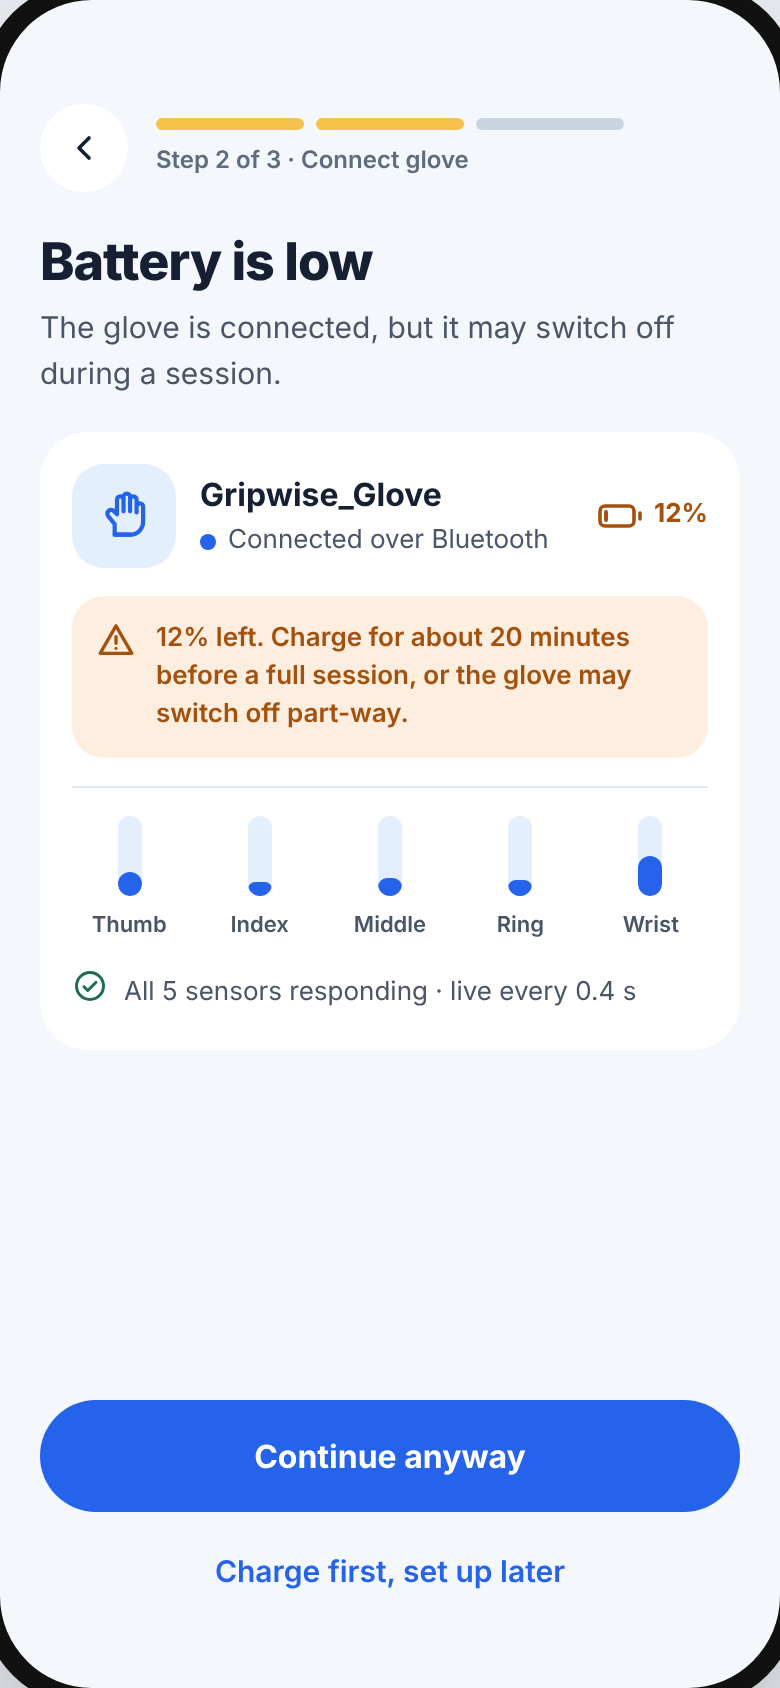 Step 2 of 3 · Connect glove
Battery is low
The glove is connected, but it may switch off
during a session.
Gripwise_Glove
Connected over Bluetooth
12%
12% left. Charge for about 20 minutes
before a full session, or the glove may
switch off part-way.
Thumb Index Middle Ring Wrist
All 5 sensors responding · live every 0.4 s
Continue anyway
Charge first, set up later